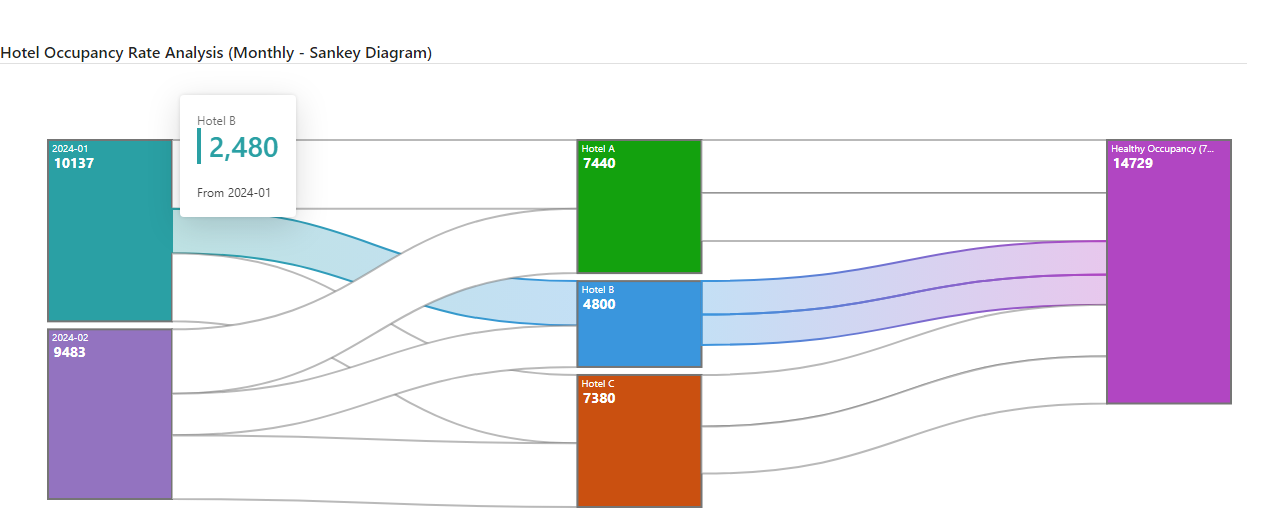 Hotel Occupancy Rate Analysis (Monthly - Sankey Diagram)
Hotel B
2,480
From 2024-01
2024-01
10137
Hotel A
7440
Healthy Occupancy (7...
14729
Hotel B
4800
2024-02
9483
Hotel C
7380